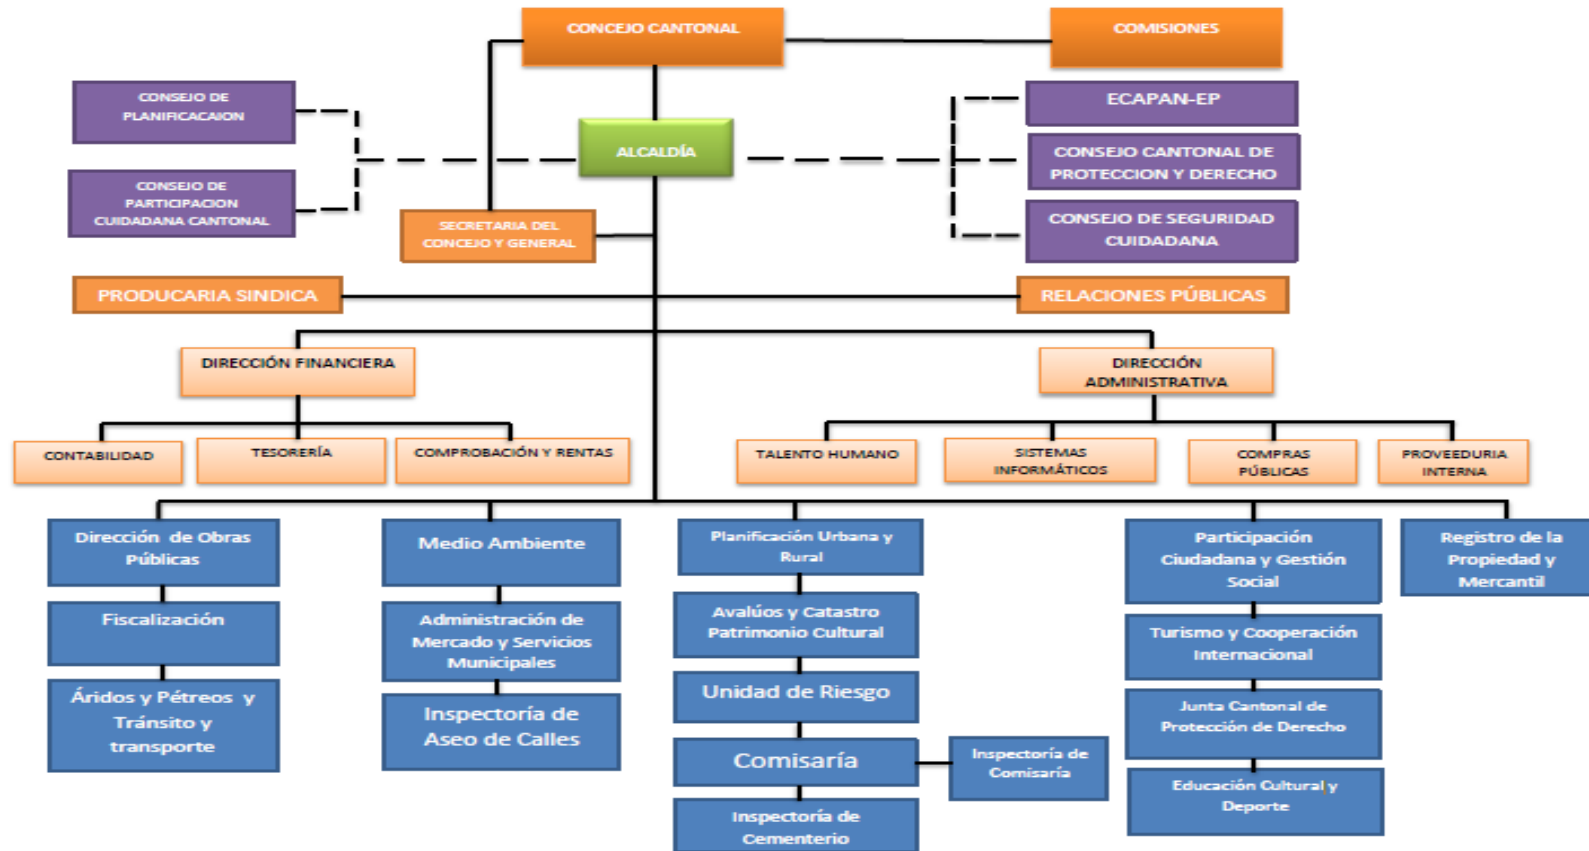 CONCEJO CANTONAL
COMISIONES
CONSEJO DE
PLANIFICACAION
ECAPAN-EP
ALCALDÍA
CONSEJO CANTONAL DE
PROTECCION Y DERECHO
CONSEJO DE
PARTICIPACION
CUIDADANA CANTONAL
SECRETARIA DEL
CONCEJO Y GENERAL
CONSEJO DE SEGURIDAD
CUIDADANA
PRODUCARIA SINDICA
RELACIONES PÚBLICAS
DIRECCIÓN FINANCIERA
DIRECCIÓN
ADMINISTRATIVA
CONTABILIDAD
TESORERÍA
COMPROBACIÓN Y RENTAS
TALENTO HUMANO
SISTEMAS
INFORMÁTICOS
COMPRAS
PÚBLICAS
PROVEEDURIA
INTERNA
Dirección de Obras
Públicas
Medio Ambiente
Planificación Urbana y
Rural
Participación
Ciudadana y Gestión
Social
Registro de la
Propiedad y
Mercantil
Fiscalización
Administración de
Mercado y Servicios
Municipales
Avalúos y Catastro
Patrimonio Cultural
Turismo y Cooperación
Internacional
Áridos y Pétreos y
Tránsito y
transporte
Inspectoría de
Aseo de Calles
Unidad de Riesgo
Junta Cantonal de
Protección de Derecho
Comisaría
Inspectoría de
Comisaría
Educación Cultural y
Deporte
Inspectoría de
Cementerio